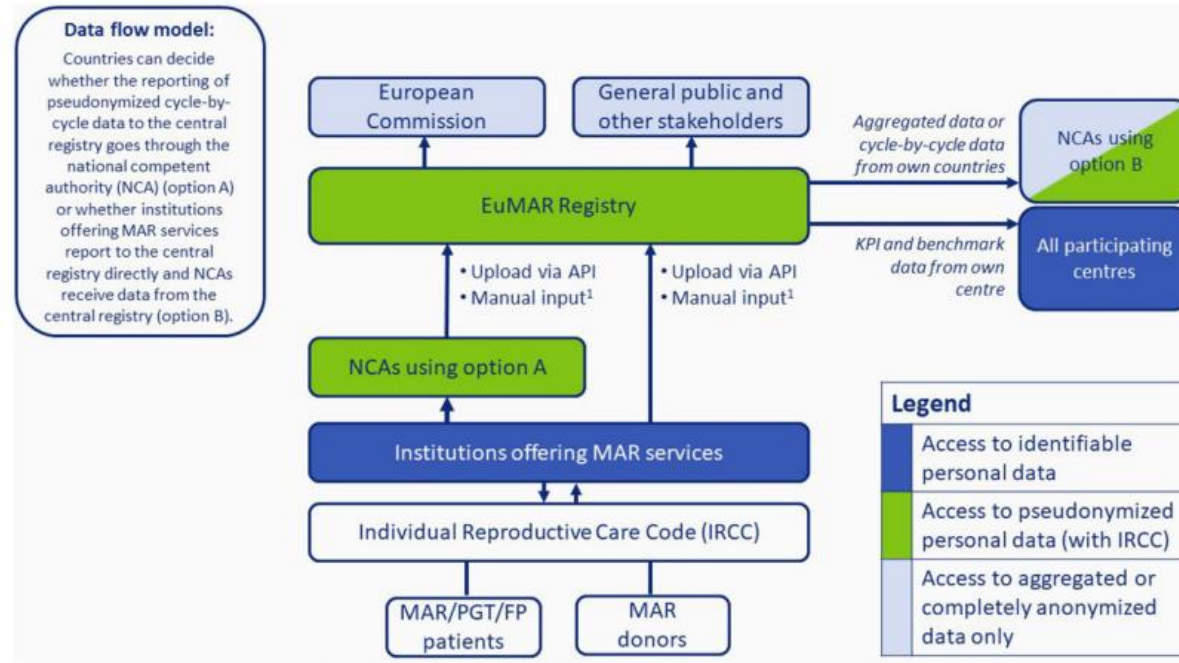 Data flow model:
Countries can decide
whether the reporting of
pseudonymized cycle-by-
cycle data to the central
registry goes through the
national competent
authority (NCA) (option A)
or whether institutions
offering MAR services
report to the central
registry directly and NCAs
receive data from the
central registry (option B).
European
Commission
General public and
other stakeholders
Aggregated data or
cycle-by-cycle data
from own countries
NCAs using
option B
EuMAR Registry
KPI and benchmark
data from own
centre
All participating
centres
• Upload via API
• Manual input¹
• Upload via API
• Manual input¹
NCAs using option A
Institutions offering MAR services
Individual Reproductive Care Code (IRCC)
MAR/PGT/FP
patients
MAR
donors
Legend
Access to identifiable
personal data
Access to pseudonymized
personal data (with IRCC)
Access to aggregated or
completely anonymized
data only